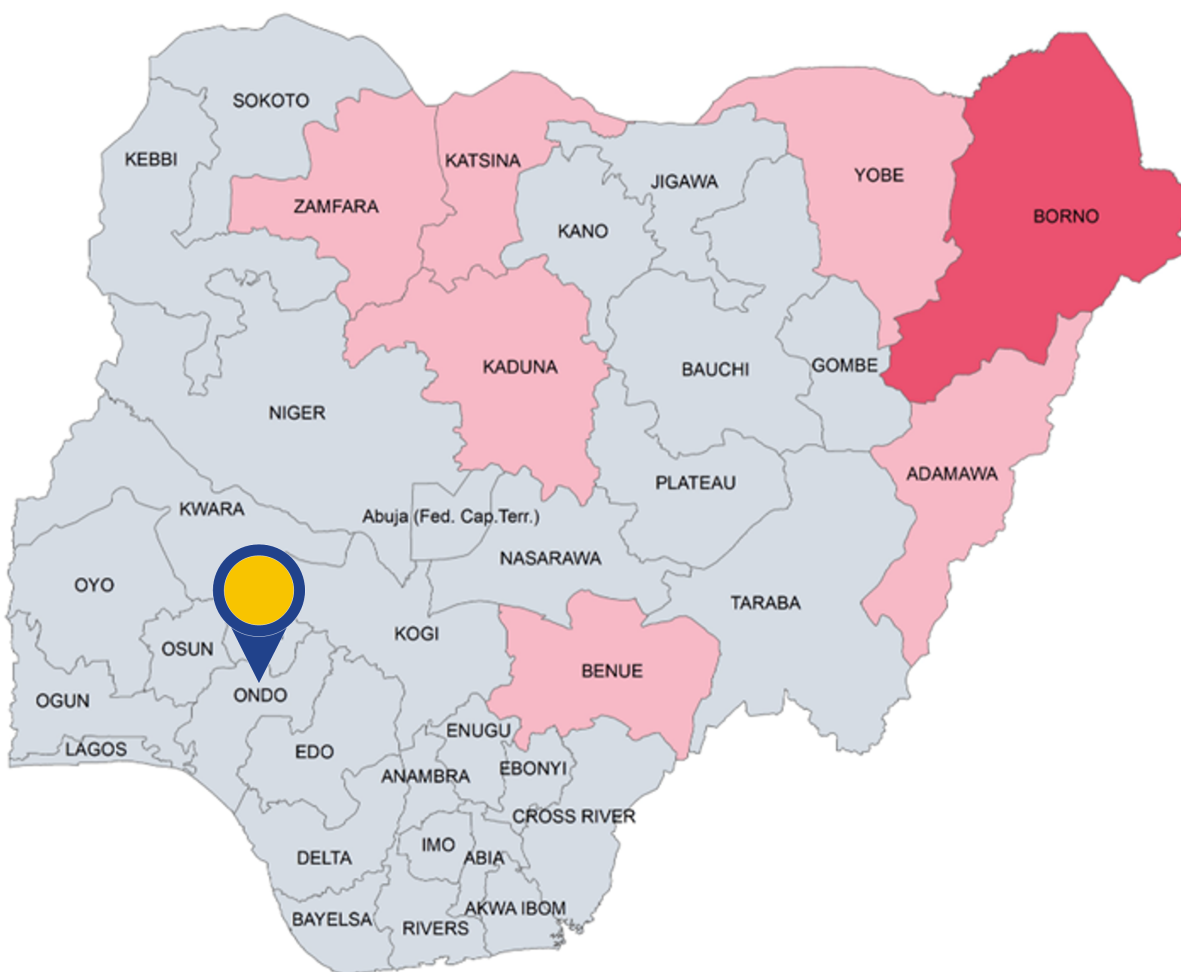 SOKOTO
KEBBI
KATSINA
JIGAWA
YOBE
ZAMFARA
KANO
BORNO
KADUNA
BAUCHI
GOMBE
NIGER
ADAMAWA
PLATEAU
KWARA
Abuja (Fed. Cap.Terr.)
NASARAWA
OYO
TARABA
KOGI
OSUN
BENUE
OGUN
ONDO
ENUGU
LAGOS
EDO
EBONYI
ANAMBRA
CROSS RIVER
IMO
DELTA
ABIA
AKWA IBOM
BAYELSA
RIVERS